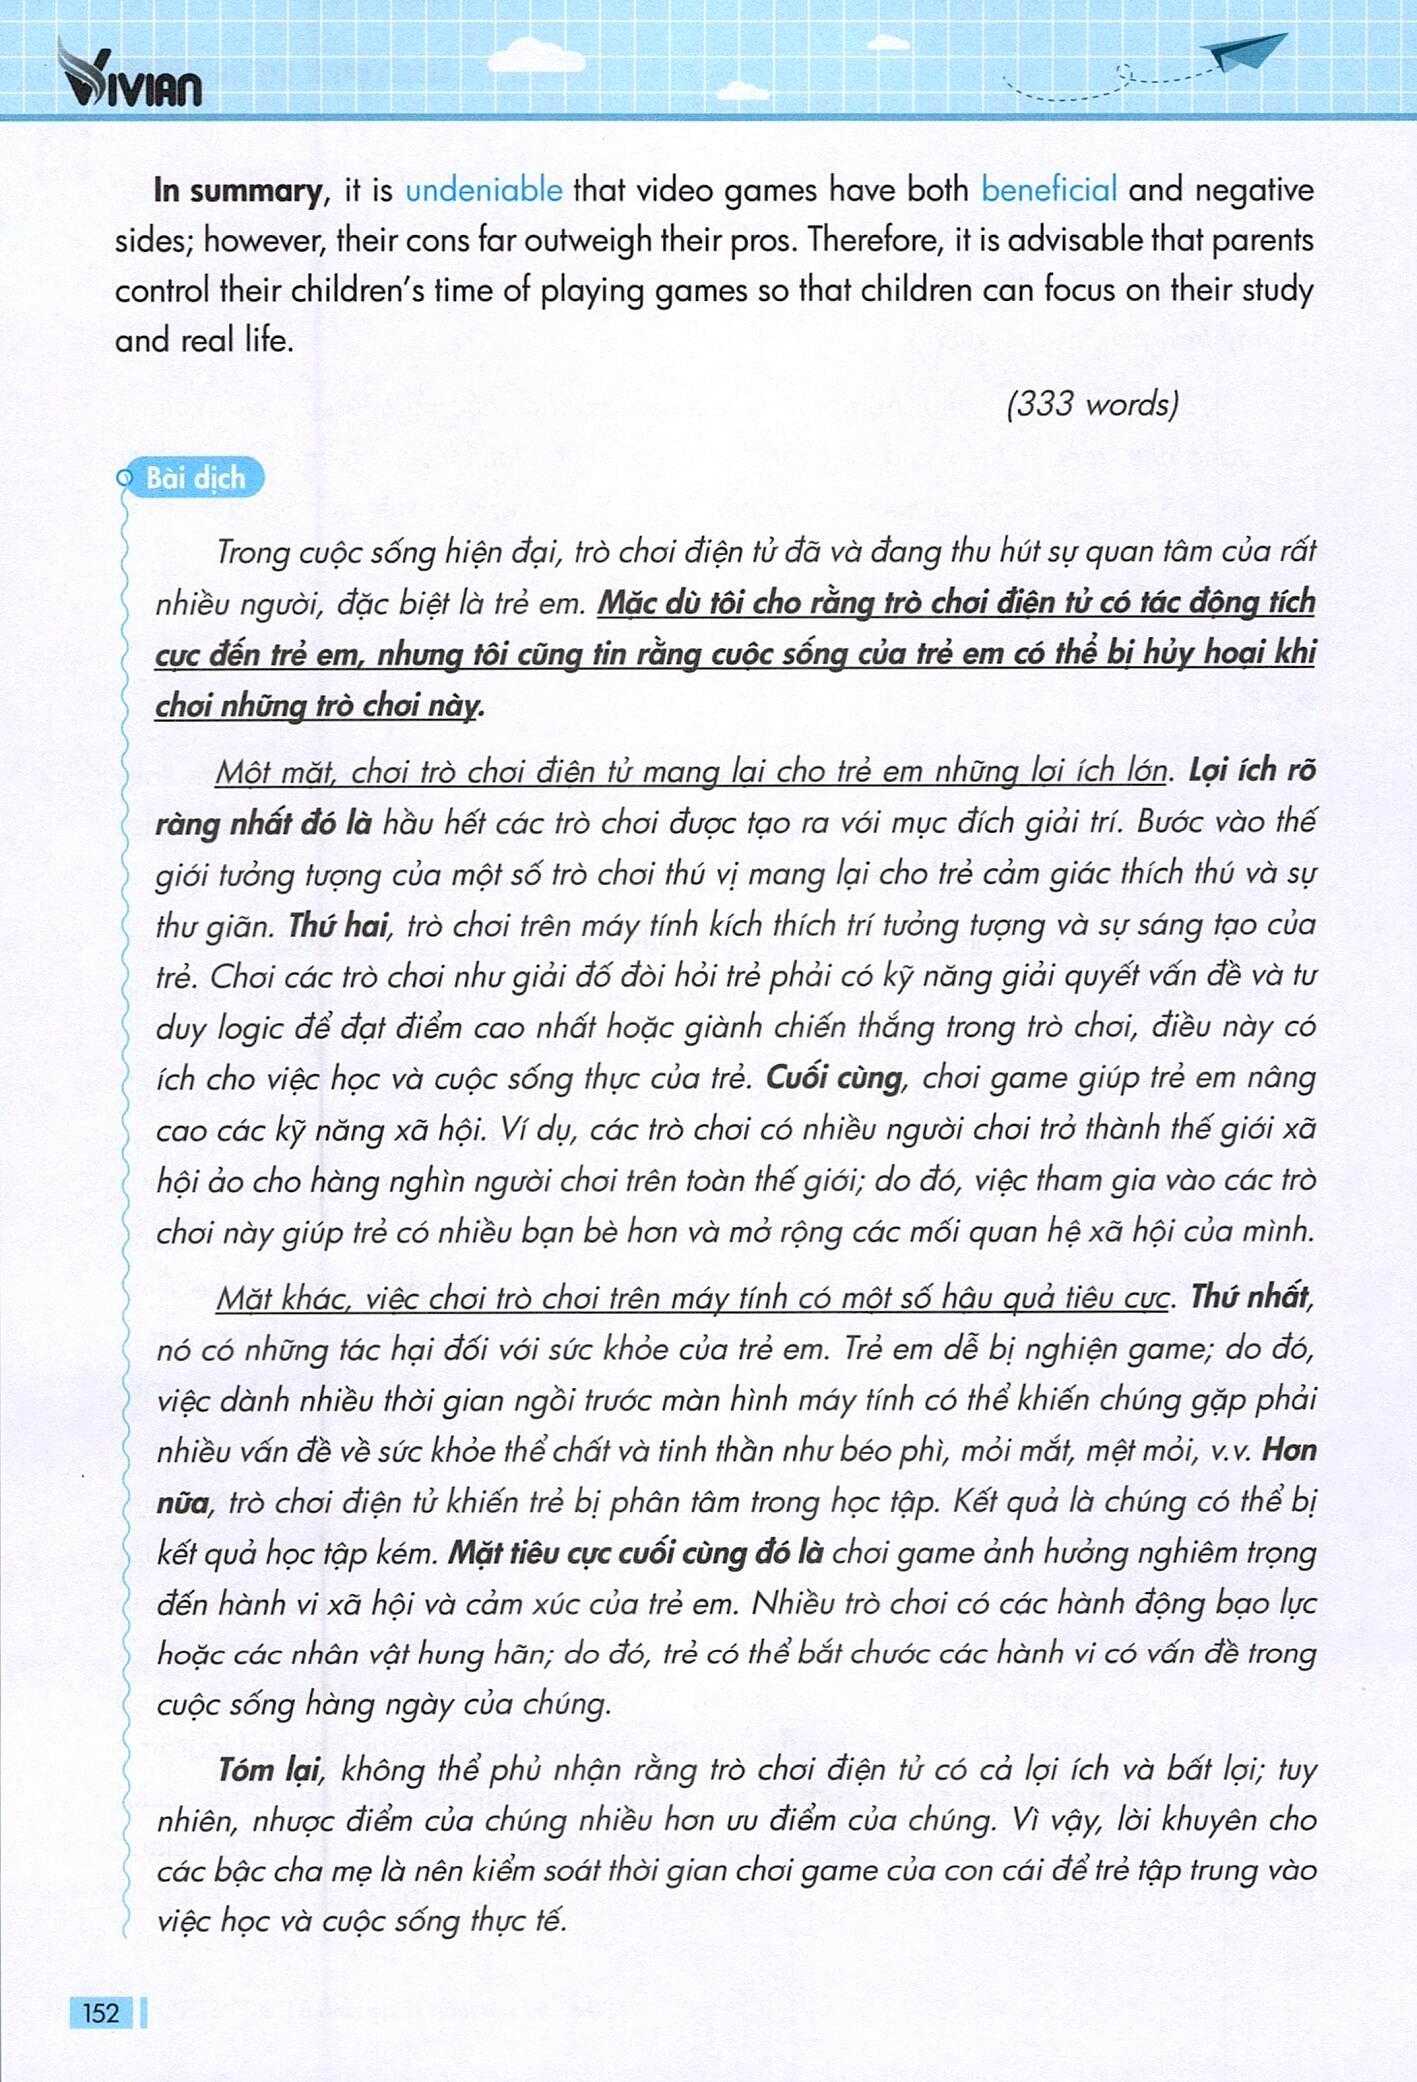 VIVIAN
In summary, it is undeniable that video games have both beneficial and negative
sides; however, their cons far outweigh their pros. Therefore, it is advisable that parents
control their children's time of playing games so that children can focus on their study
and real life.
(333 words)
Bài dịch
Trong cuộc sống hiện đại, trò chơi điện tử đã và đang thu hút sự quan tâm của rất
nhiều người, đặc biệt là trẻ em. Mặc dù tôi cho rằng trò chơi điện tử có tác động tích
cực đến trẻ em, nhưng tôi cũng tin rằng cuộc sống của trẻ em có thể bị hủy hoại khi
chơi những trò chơi này.
Một mặt, chơi trò chơi điện tử mang lại cho trẻ em những lợi ích lớn. Lợi ích rõ
ràng nhất đó là hầu hết các trò chơi được tạo ra với mục đích giải trí. Bước vào thế
giới tưởng tượng của một số trò chơi thú vị mang lại cho trẻ cảm giác thích thú và sự
thư giãn. Thứ hai, trò chơi trên máy tính kích thích trí tưởng tượng và sự sáng tạo của
trẻ. Chơi các trò chơi như giải đố đòi hỏi trẻ phải có kỹ năng giải quyết vấn đề và tư
duy logic để đạt điểm cao nhất hoặc giành chiến thắng trong trò chơi, điều này có
ích cho việc học và cuộc sống thực của trẻ. Cuối cùng, chơi game giúp trẻ em nâng
cao các kỹ năng xã hội. Ví dụ, các trò chơi có nhiều người chơi trở thành thế giới xã
hội ảo cho hàng nghìn người chơi trên toàn thế giới; do đó, việc tham gia vào các trò
chơi này giúp trẻ có nhiều bạn bè hơn và mở rộng các mối quan hệ xã hội của mình.
Mặt khác, việc chơi trò chơi trên máy tính có một số hậu quả tiêu cực. Thứ nhất,
nó có những tác hại đối với sức khỏe của trẻ em. Trẻ em dễ bị nghiện game; do đó,
việc dành nhiều thời gian ngồi trước màn hình máy tính có thể khiến chúng gặp phải
nhiều vấn đề về sức khỏe thể chất và tinh thần như béo phì, mỏi mắt, mệt mỏi, v.v. Hơn
nữa, trò chơi điện tử khiến trẻ bị phân tâm trong học tập. Kết quả là chúng có thể bị
kết quả học tập kém. Mặt tiêu cực cuối cùng đó là chơi game ảnh hưởng nghiêm trọng
đến hành vi xã hội và cảm xúc của trẻ em. Nhiều trò chơi có các hành động bạo lực
hoặc các nhân vật hung hãn; do đó, trẻ có thể bắt chước các hành vi có vấn đề trong
cuộc sống hàng ngày của chúng.
Tóm lại, không thể phủ nhận rằng trò chơi điện tử có cả lợi ích và bất lợi; tuy
nhiên, nhược điểm của chúng nhiều hơn ưu điểm của chúng. Vì vậy, lời khuyên cho
các bậc cha mẹ là nên kiểm soát thời gian chơi game của con cái để trẻ tập trung vào
việc học và cuộc sống thực tế.
152